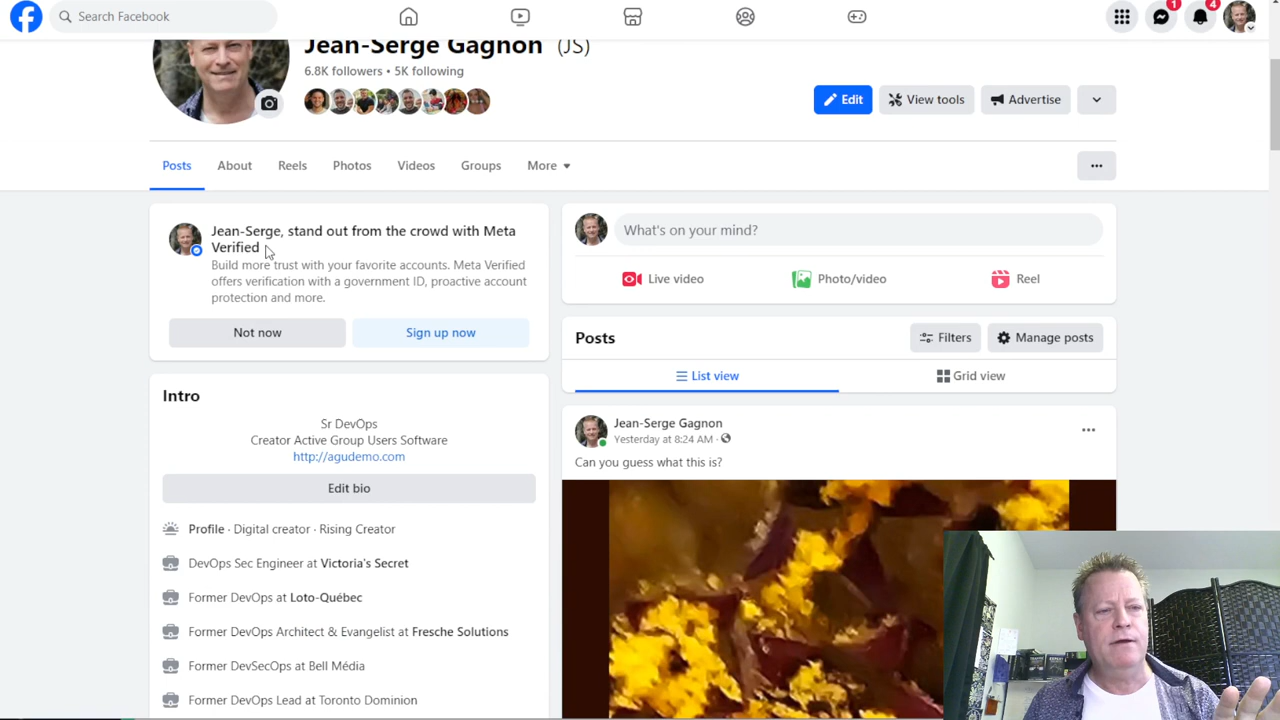 Search Facebook
1
4
Jean-Serge Gagnon (JS)
6.8K followers • 5K following
Edit
View tools
Advertise
Posts
About
Reels
Photos
Videos
Groups
More
Jean-Serge, stand out from the crowd with Meta
Verified
Build more trust with your favorite accounts. Meta Verified
offers verification with a government ID, proactive account
protection and more.
Not now
Sign up now
What's on your mind?
Live video
Photo/video
Reel
Posts
Filters
Manage posts
List view
Grid view
Intro
Sr DevOps
Creator Active Group Users Software
http://agudemo.com
Edit bio
Profile · Digital creator · Rising Creator
DevOps Sec Engineer at Victoria's Secret
Former DevOps at Loto-Québec
Former DevOps Architect & Evangelist at Fresche Solutions
Former DevSecOps at Bell Média
Former DevOps Lead at Toronto Dominion
Jean-Serge Gagnon
Yesterday at 8:24 AM ·
Can you guess what this is?